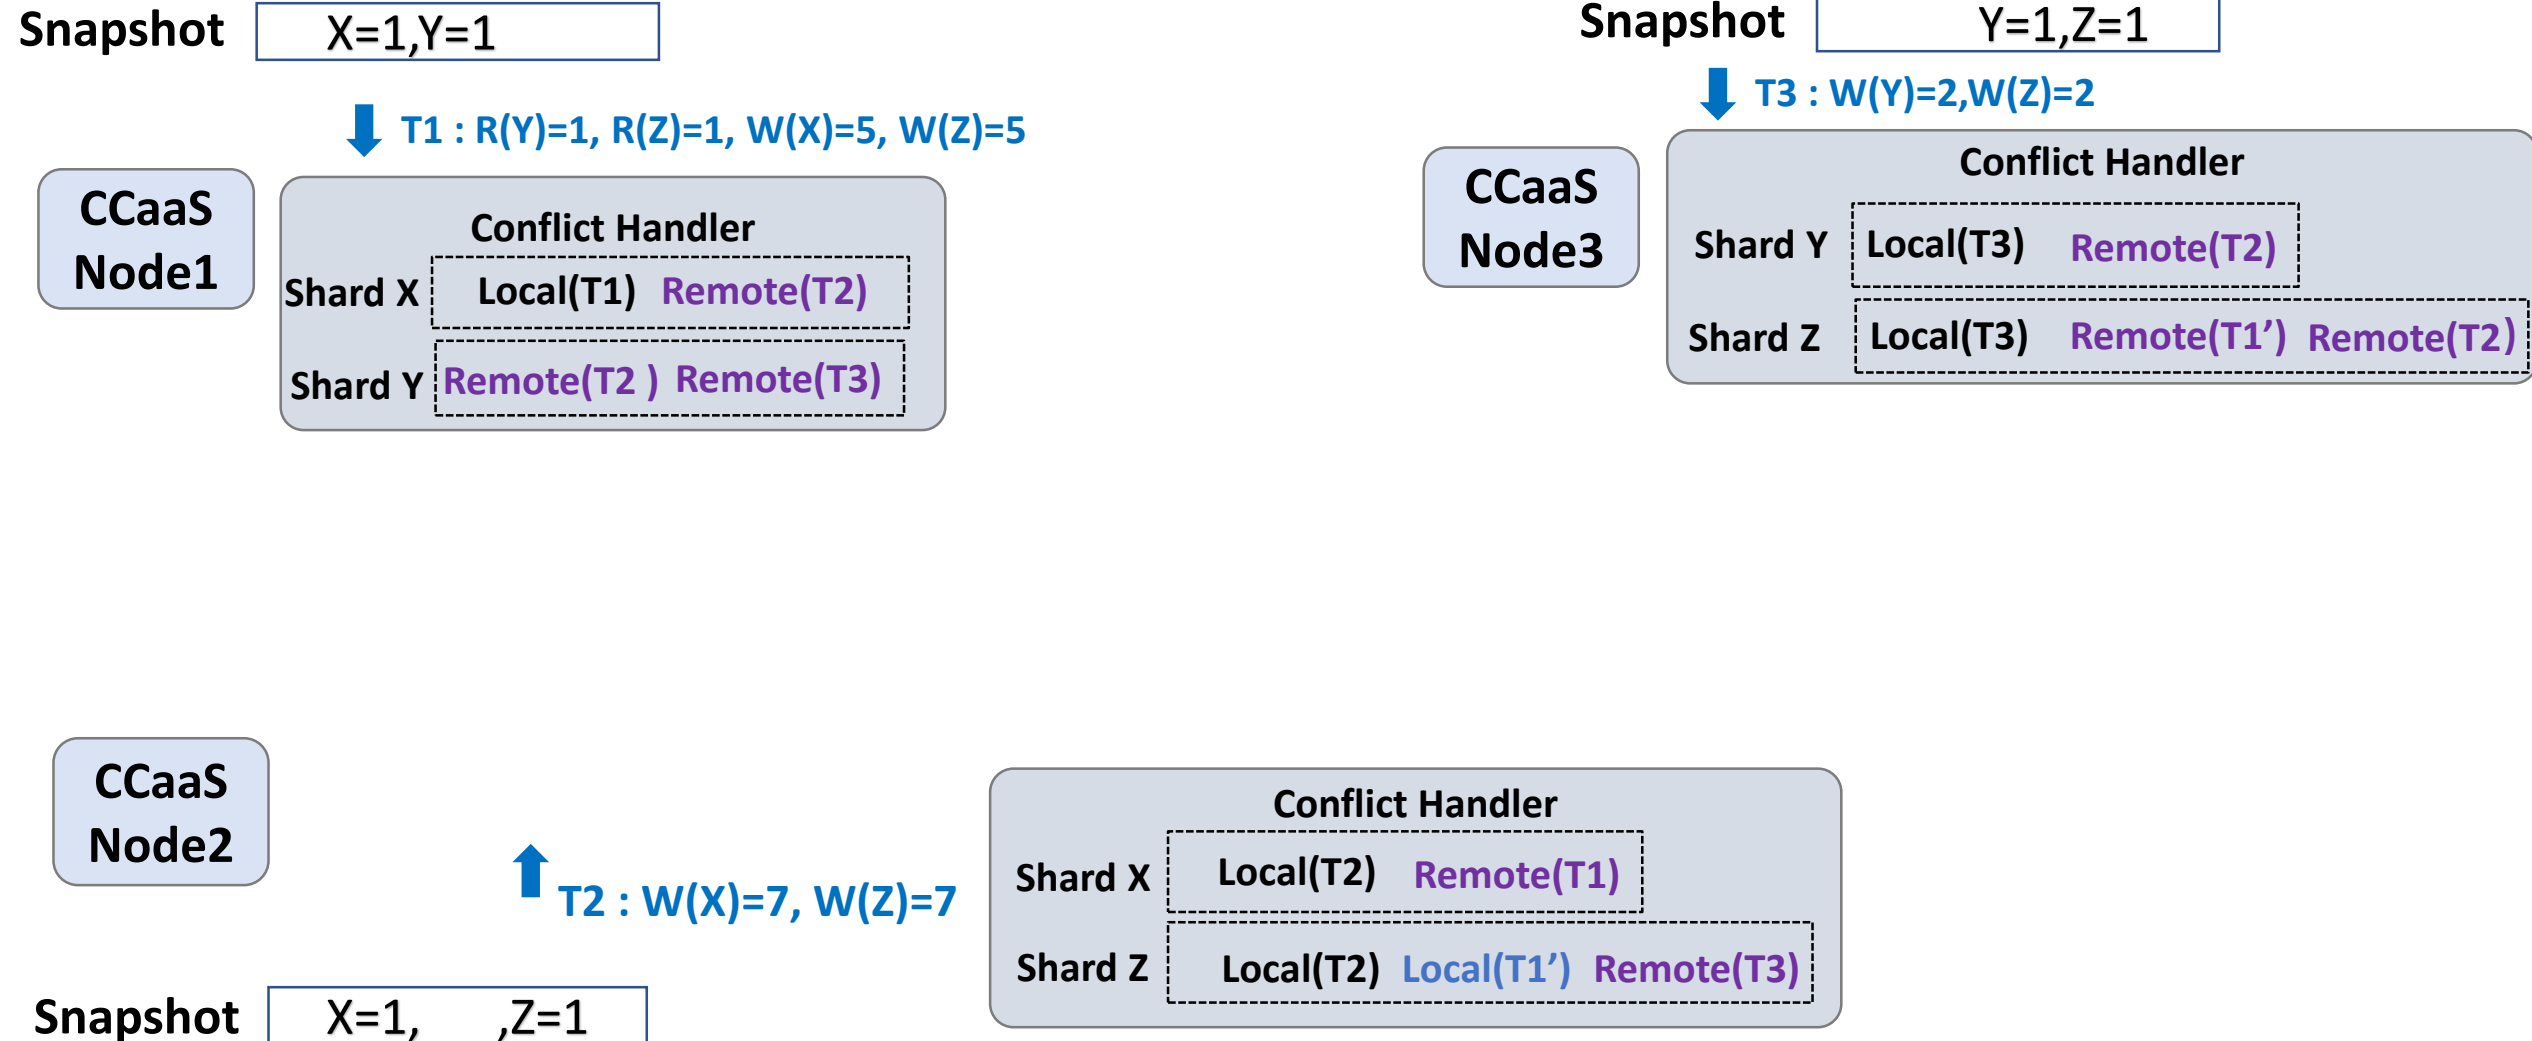 Snapshot X=1,Y=1
T1 : R(Y)=1, R(Z)=1, W(X)=5, W(Z)=5
CCaaS
Node1
Conflict Handler
Shard X Local(T1) Remote(T2)
Shard Y Remote(T2 ) Remote(T3)
Snapshot Y=1,Z=1
T3 : W(Y)=2,W(Z)=2
CCaaS
Node3
Conflict Handler
Shard Y Local(T3) Remote(T2)
Shard Z Local(T3) Remote(T1’) Remote(T2)
CCaaS
Node2
T2 : W(X)=7, W(Z)=7
Snapshot X=1, ,Z=1
Conflict Handler
Shard X Local(T2) Remote(T1)
Shard Z Local(T2) Local(T1’) Remote(T3)